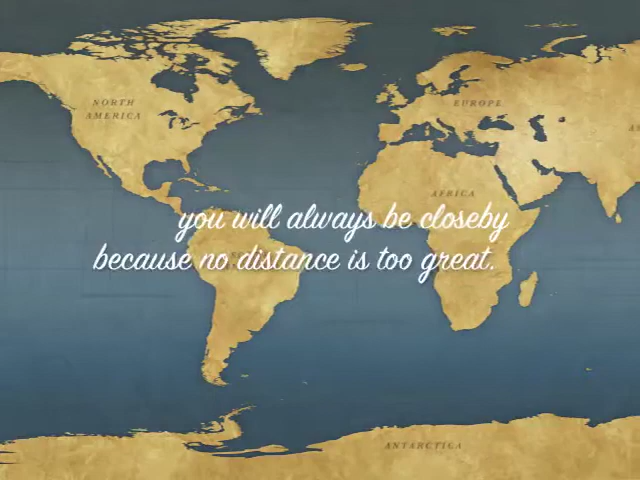 NORTH
AMERICA
EUROPE
AFRICA
you will always be closeby
because no distance is too great.
ANTARCTICA